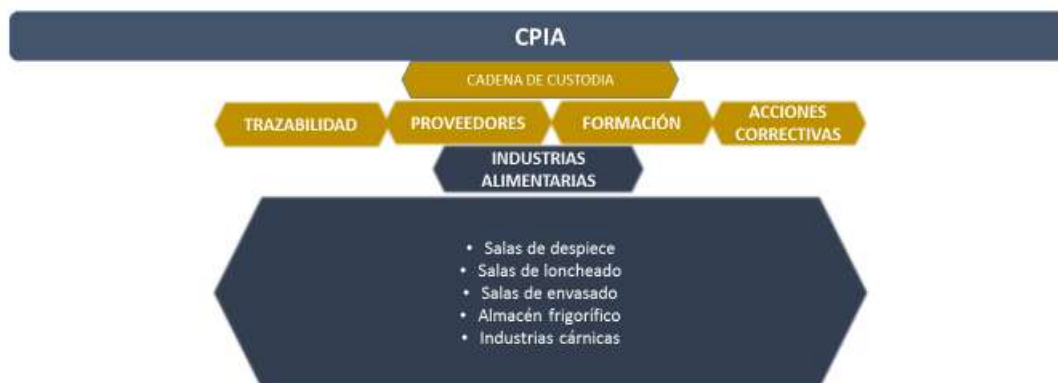 CPIA
CADENA DE CUSTODIA
TRAZABILIDAD
PROVEEDORES
FORMACIÓN
ACCIONES
CORRECTIVAS
INDUSTRIAS
ALIMENTARIAS
• Salas de despiece
• Salas de loncheado
• Salas de envasado
• Almacén frigorífico
• Industrias cárnicas